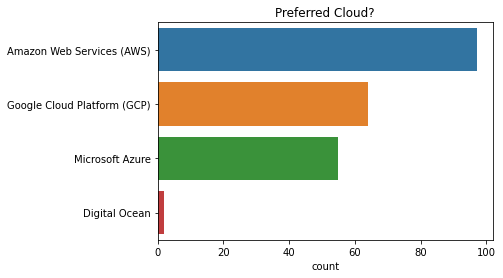 Preferred Cloud?
Amazon Web Services (AWS)
Google Cloud Platform (GCP)
Microsoft Azure
Digital Ocean
0 20 40 60 80 100
count